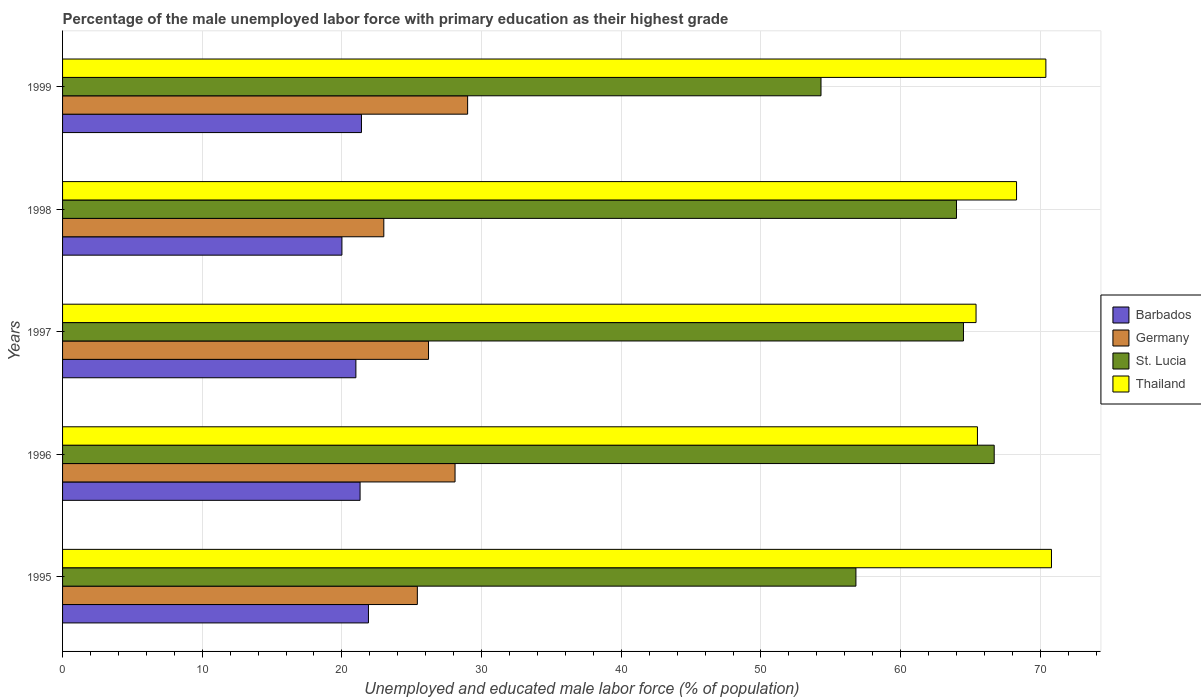 Percentage of the male unemployed labor force with primary education as their highest grade
Years
1999
1998
1997
1996
1995
0
10
20
30
40
50
60
70
Unemployed and educated male labor force (% of population)
Barbados
Germany
St. Lucia
Thailand